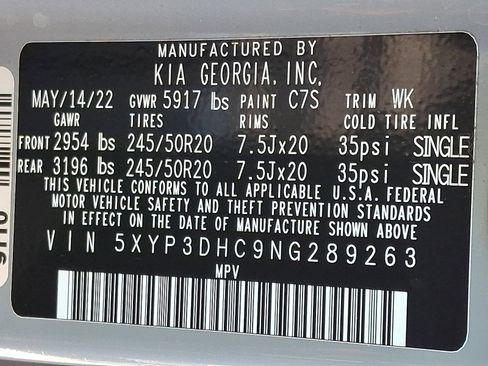 MANUFACTURED BY
KIA GEORGIA, INC,
MAY/14/22 GVWR 5917 lbs PAINT C7S TRIM WK
GAWR TIRES RIMS COLD TIRE INFL
FRONT 2954 lbs 245/50R20 7.5Jx20 35psi SINGLE
REAR 3196 lbs 245/50R20 7.5Jx20 35psi SINGLE
THIS VEHICLE CONFORMS TO ALL APPLICABLE U.S.A. FEDERAL
MOTOR VEHICLE SAFETY AND THEFT PREVENTION STANDARDS
IN EFFECT ON THE DATE OF MANUFACTURE SHOWN ABOVE.
VIN 5XYP3DHC9NG289263
MPV